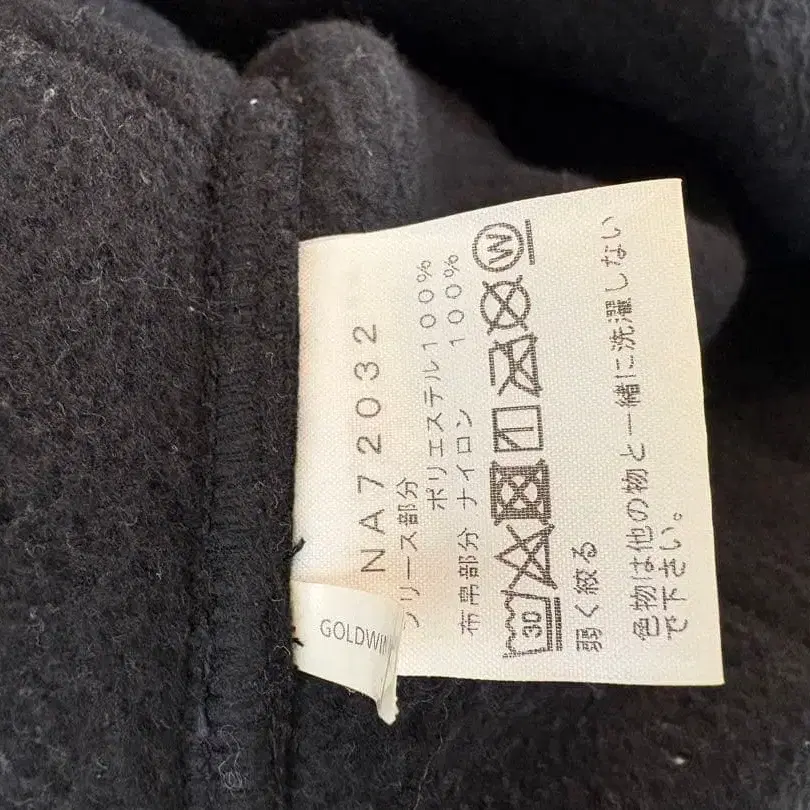 NA72032
フリース部分
ポリエステル100%
布帛部分 ナイロン 100%
W
30
弱く絞る
色物は他の物と一緒に洗濯しない
で下さい。
GOLDWIN